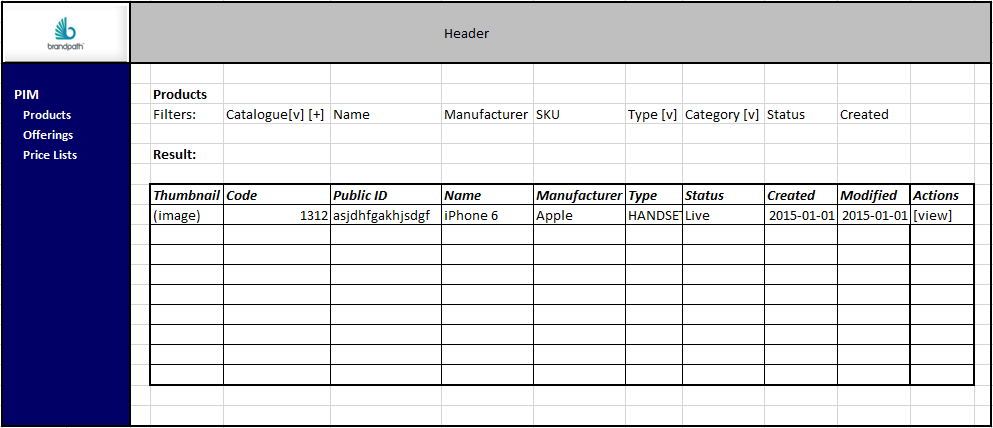 brandpath
Header
PIM
Products
Offerings
Price Lists
Products
Filters: Catalogue[v] [+] Name Manufacturer SKU Type [v] Category [v] Status Created
Result:
Thumbnail Code Public ID Name Manufacturer Type Status Created Modified Actions
(image) 1312 asjdhfgakhjsdgf iPhone 6 Apple HANDSET Live 2015-01-01 2015-01-01 [view]